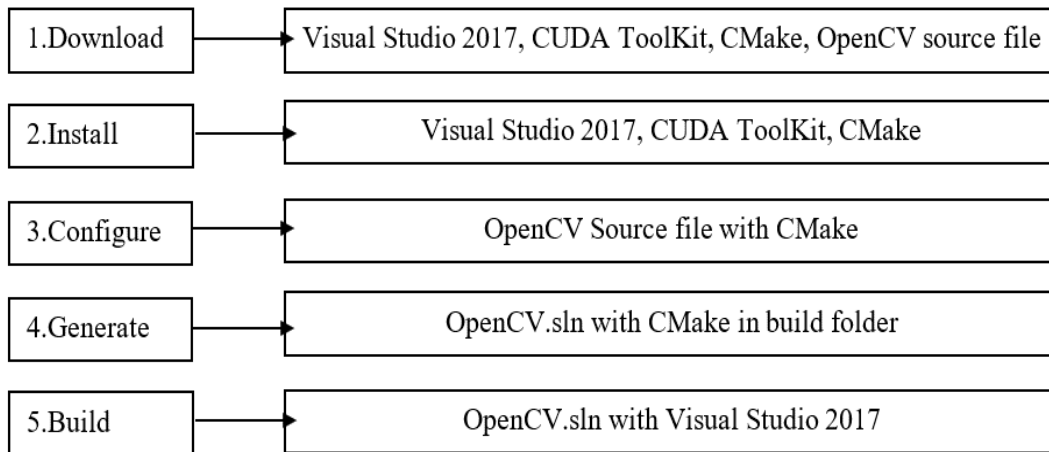 1.Download
Visual Studio 2017, CUDA ToolKit, CMake, OpenCV source file
2.Install
Visual Studio 2017, CUDA ToolKit, CMake
3.Configure
OpenCV Source file with CMake
4.Generate
OpenCV.sln with CMake in build folder
5.Build
OpenCV.sln with Visual Studio 2017